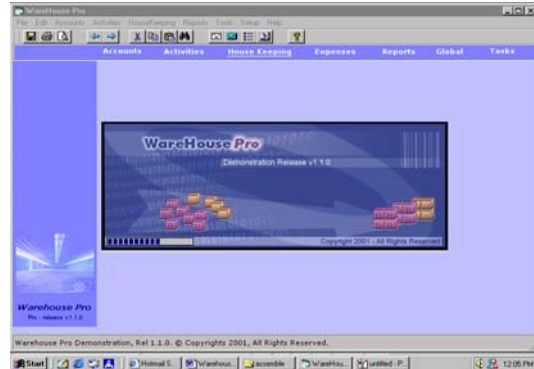 WareHouse Pro
File Edit Accounts Activities HouseKeeping Reports Tools Setup Help
Accounts Activities House Keeping Expenses Reports Global Tasks
WareHouse Pro
Demonstration Release v1.1.0
Copyright 2001 - All Rights Reserved
Warehouse Pro
Pro - release v1.1.0
Warehouse Pro Demonstration, Rel 1.1.0. © Copyrights 2001, All Rights Reserved.
Start Hotmail S... Warehous... assemble WareHou... untitled - P... 12:05 PM